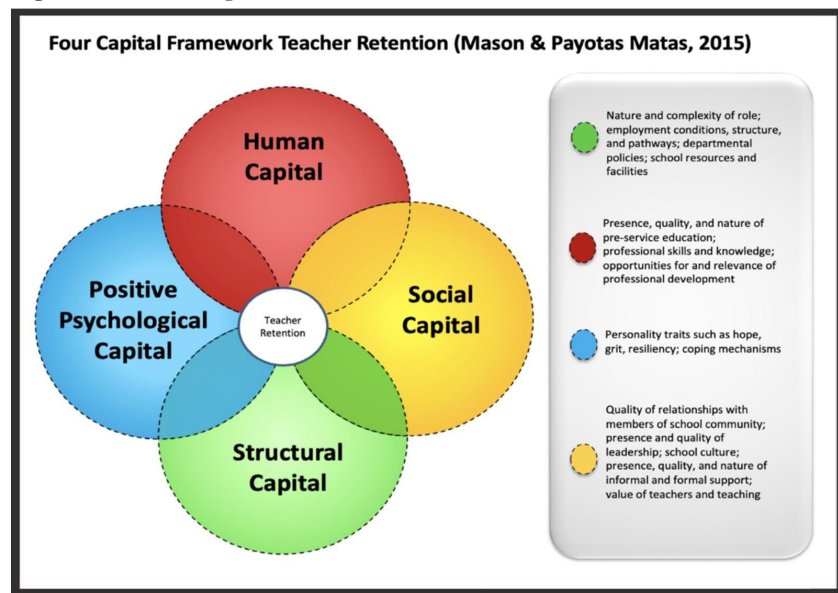 Four Capital Framework Teacher Retention (Mason & Payotas Matas, 2015)
Human
Capital
Positive
Psychological
Capital
Social
Capital
Teacher
Retention
Structural
Capital
Nature and complexity of role;
employment conditions, structure,
and pathways; departmental
policies; school resources and
facilities
Presence, quality, and nature of
pre-service education;
professional skills and knowledge;
opportunities for and relevance of
professional development
Personality traits such as hope,
grit, resiliency; coping mechanisms
Quality of relationships with
members of school community;
presence and quality of
leadership; school culture;
presence, quality, and nature of
informal and formal support;
value of teachers and teaching